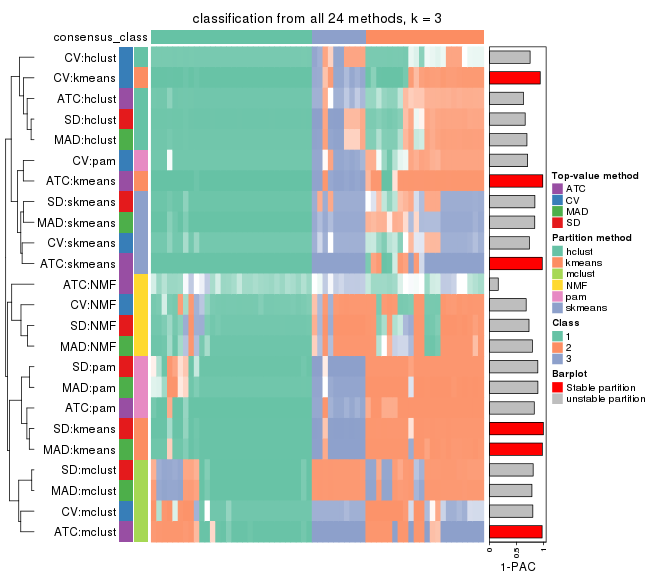 classification from all 24 methods, k = 3
consensus_class
CV:hclust
CV:kmeans
ATC:hclust
SD:hclust
MAD:hclust
CV:pam
ATC:kmeans
SD:skmeans
MAD:skmeans
CV:skmeans
ATC:skmeans
ATC:NMF
CV:NMF
SD:NMF
MAD:NMF
SD:pam
MAD:pam
ATC:pam
SD:kmeans
MAD:kmeans
SD:mclust
MAD:mclust
CV:mclust
ATC:mclust
0 0.5 1
1-PAC
Top-value method
ATC
CV
MAD
SD
Partition method
hclust
kmeans
mclust
NMF
pam
skmeans
Class
1
2
3
Barplot
Stable partition
unstable partition